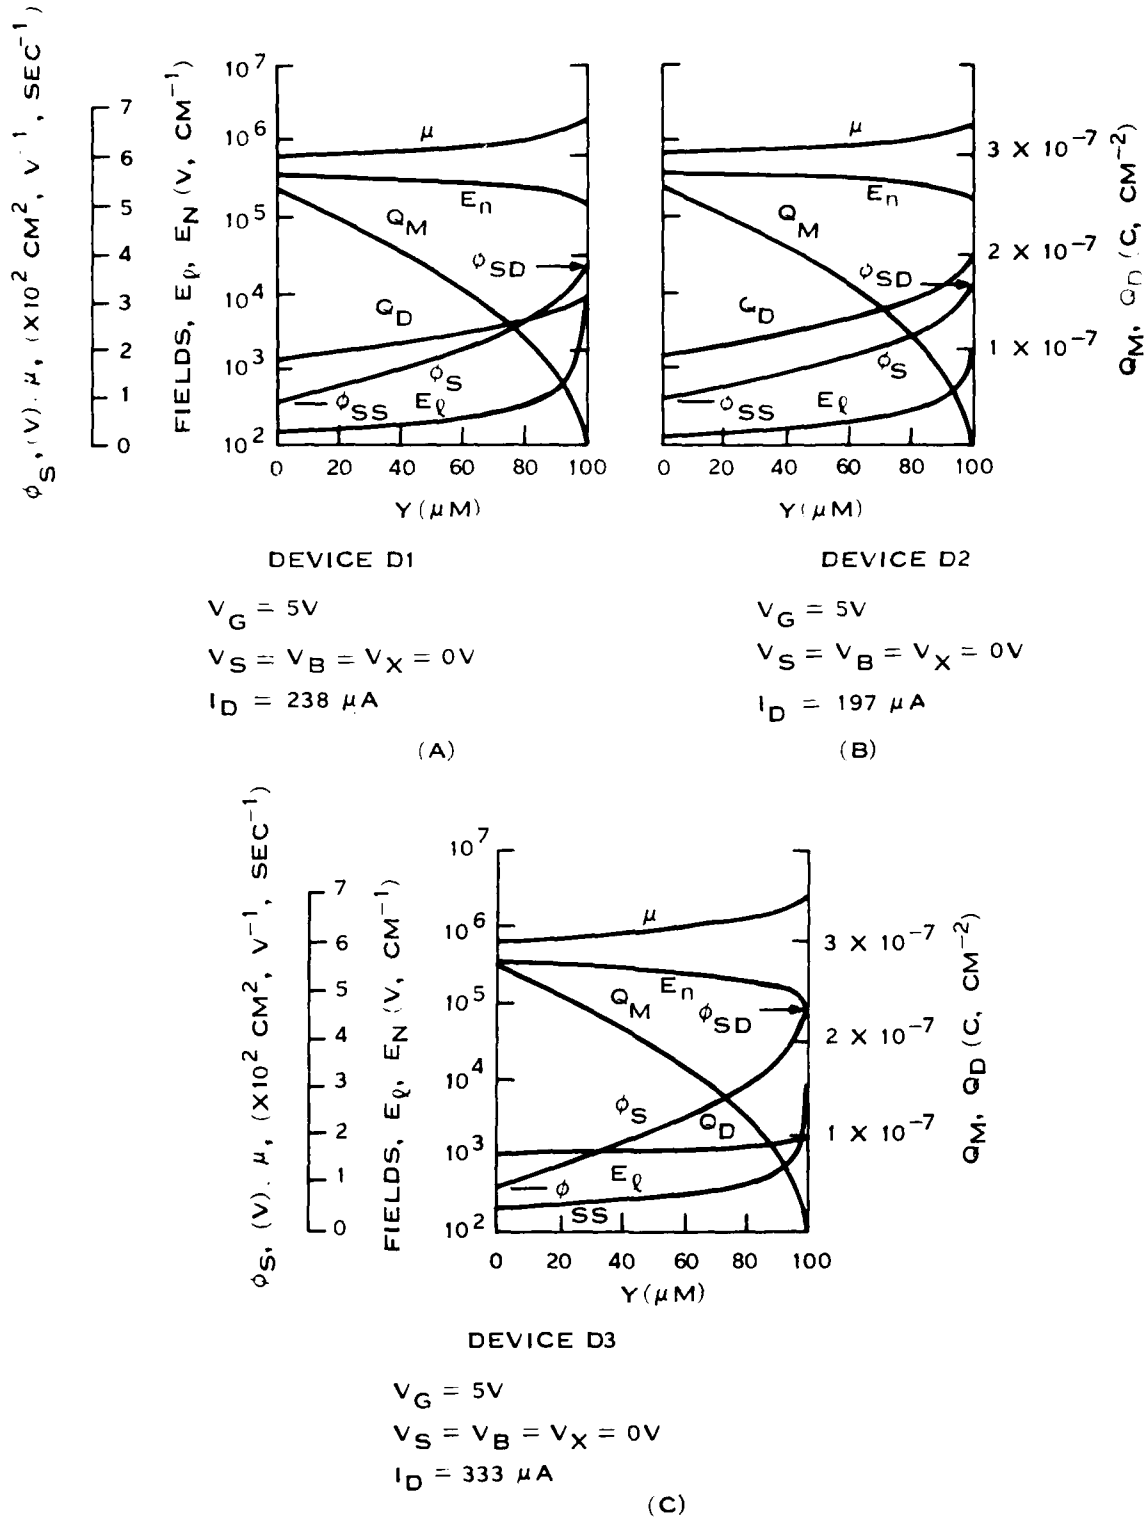 ϕS, (V). μ, (X10² CM², V⁻¹, SEC⁻¹)
7
6
5
4
3
2
1
0
FIELDS, Eℓ, EN (V, CM⁻¹)
10⁷
10⁶
10⁵
10⁴
10³
10²
μ
En
QM
ϕSD
QD
ϕS
ϕSS
Eℓ
0 20 40 60 80 100
Y (μM)
μ
En
QM
ϕSD
QD
ϕS
ϕSS
Eℓ
0 20 40 60 80 100
Y (μM)
3 X 10⁻⁷
2 X 10⁻⁷
1 X 10⁻⁷
QM, QD (C, CM⁻²)
DEVICE D1
VG = 5V
VS = VB = VX = 0V
ID = 238 μA
(A)
DEVICE D2
VG = 5V
VS = VB = VX = 0V
ID = 197 μA
(B)
ϕS, (V). μ, (X10² CM², V⁻¹, SEC⁻¹)
7
6
5
4
3
2
1
0
FIELDS, Eℓ, EN (V, CM⁻¹)
10⁷
10⁶
10⁵
10⁴
10³
10²
μ
En
QM
ϕSD
ϕS
QD
Eℓ
ϕ
SS
0 20 40 60 80 100
Y (μM)
3 X 10⁻⁷
2 X 10⁻⁷
1 X 10⁻⁷
QM, QD (C, CM⁻²)
DEVICE D3
VG = 5V
VS = VB = VX = 0V
ID = 333 μA
(C)